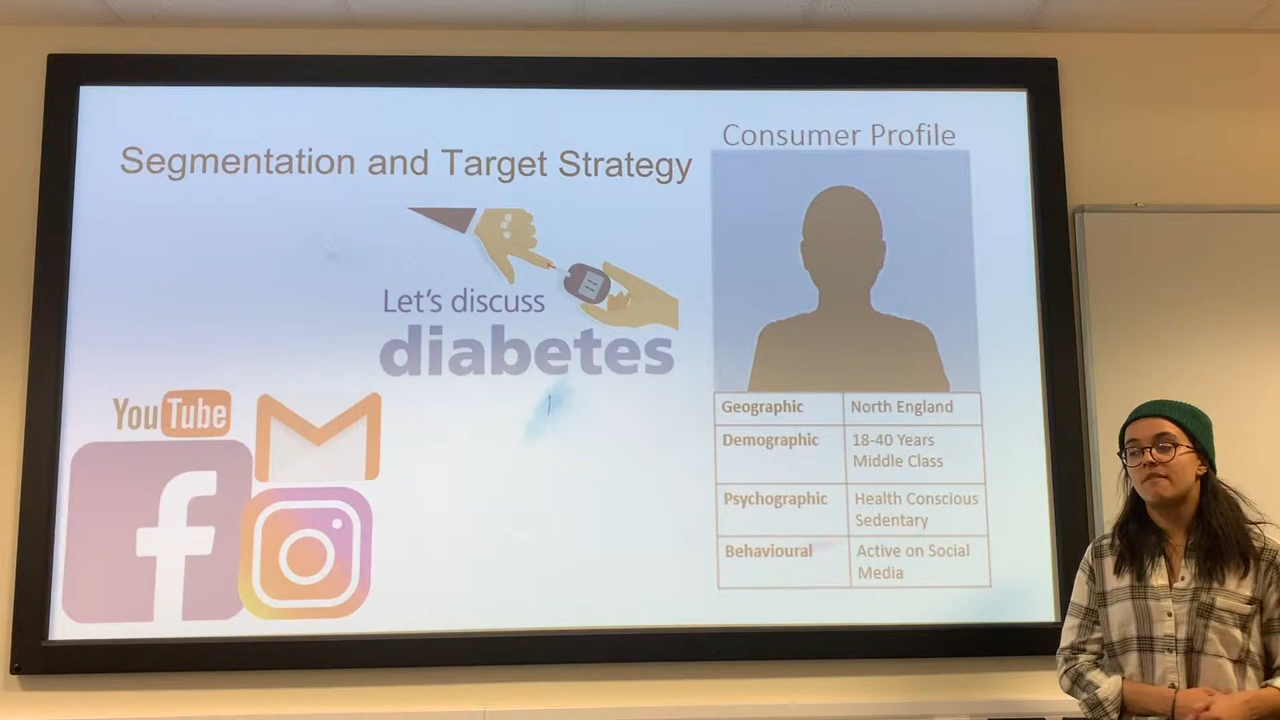 Segmentation and Target Strategy
Let's discuss
diabetes
YouTube
f
Consumer Profile
Geographic North England
Demographic 18-40 Years
Middle Class
Psychographic Health Conscious
Sedentary
Behavioural Active on Social
Media